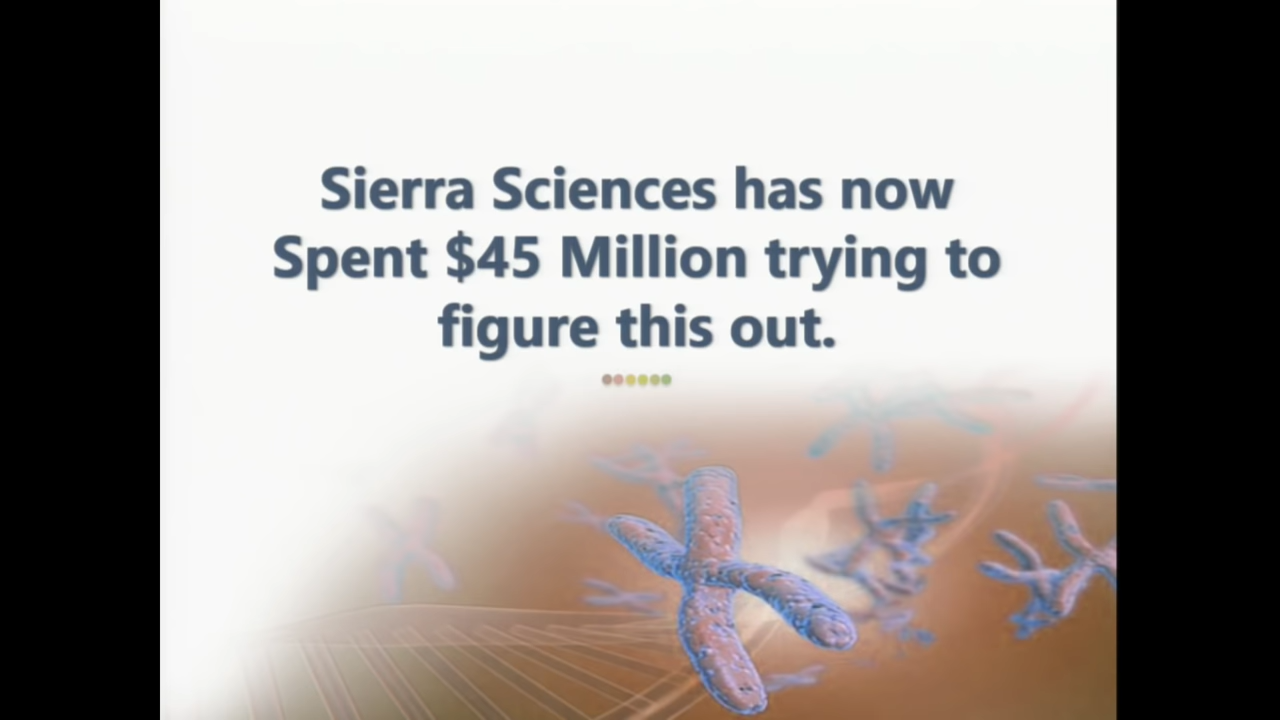 Sierra Sciences has now
Spent $45 Million trying to
figure this out.